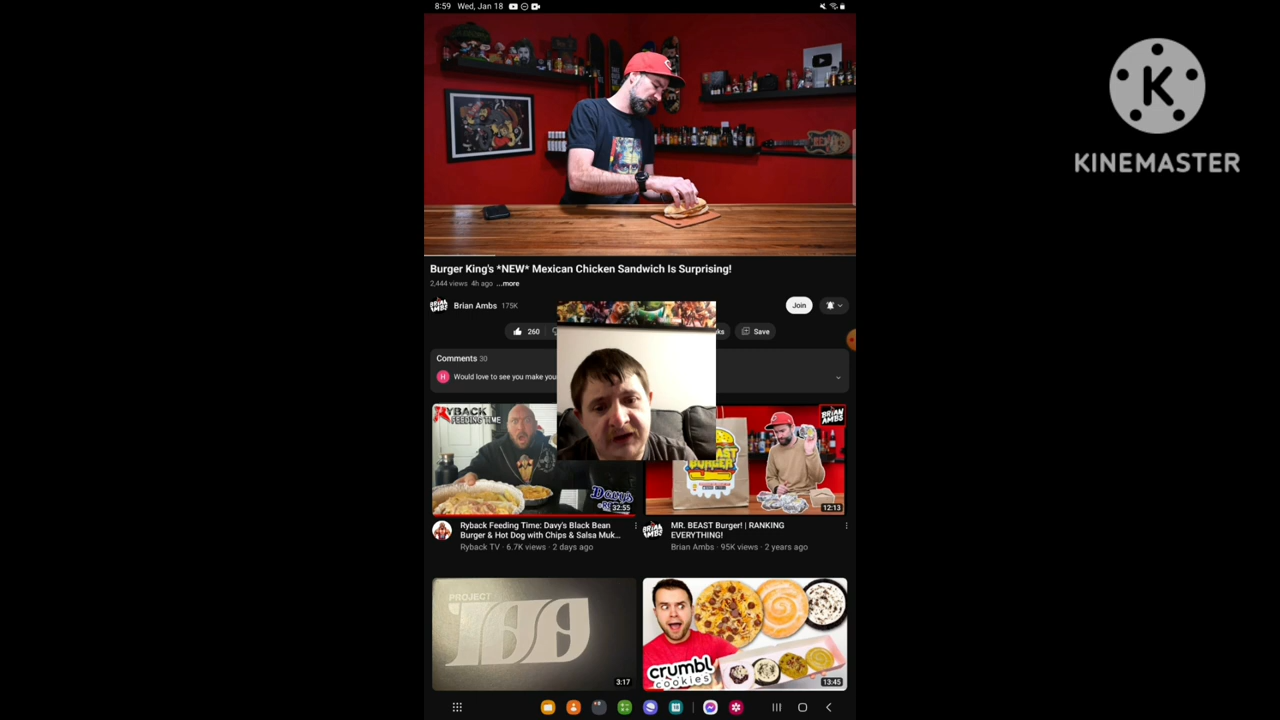 8:59 Wed, Jan 18
KINEMASTER
Burger King's *NEW* Mexican Chicken Sandwich Is Surprising!
2,444 views 4h ago ...more
Brian Ambs 175K
Join
260
Save
Comments 30
Would love to see you make you
RYBACK
FEEDING TIME
Davy's
32:55
BRIAN
AMBS
BEAST
BURGER
12:13
Ryback Feeding Time: Davy's Black Bean
Burger & Hot Dog with Chips & Salsa Muk...
Ryback TV · 6.7K views · 2 days ago
MR. BEAST Burger! | RANKING
EVERYTHING!
Brian Ambs · 95K views · 2 years ago
PROJECT
3:17
crumbl
cookies
13:45